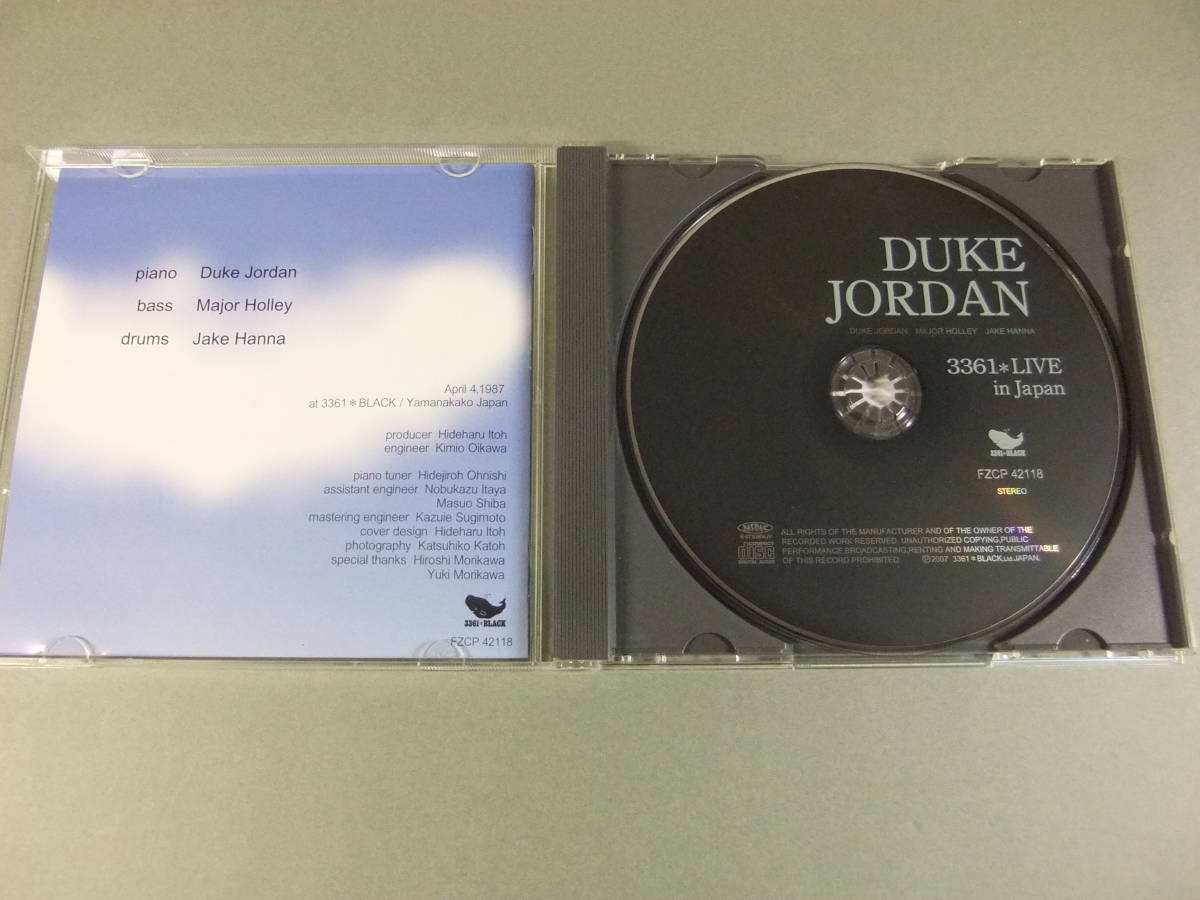 piano Duke Jordan
bass Major Holley
drums Jake Hanna
April 4,1987
at 3361＊BLACK / Yamanakako Japan
producer Hideharu Itoh
engineer Kimio Oikawa
piano tuner Hidejiroh Ohnishi
assistant engineer Nobukazu Itaya
Masuo Shiba
mastering engineer Kazuie Sugimoto
cover design Hideharu Itoh
photography Katsuhiko Katoh
special thanks Hiroshi Morikawa
Yuki Morikawa
3361＊BLACK
FZCP 42118
DUKE
JORDAN
DUKE JORDAN MAJOR HOLLEY JAKE HANNA
3361＊LIVE
in Japan
3361＊BLACK
FZCP 42118
STEREO
COMPACT
disc
DIGITAL AUDIO
ALL RIGHTS OF THE MANUFACTURER AND OF THE OWNER OF THE
RECORDED WORK RESERVED. UNAUTHORIZED COPYING,PUBLIC
PERFORMANCE,BROADCASTING,RENTING AND MAKING TRANSMITTABLE
OF THIS RECORD PROHIBITED. Ⓟ©2007 3361＊BLACK,Ltd.JAPAN.